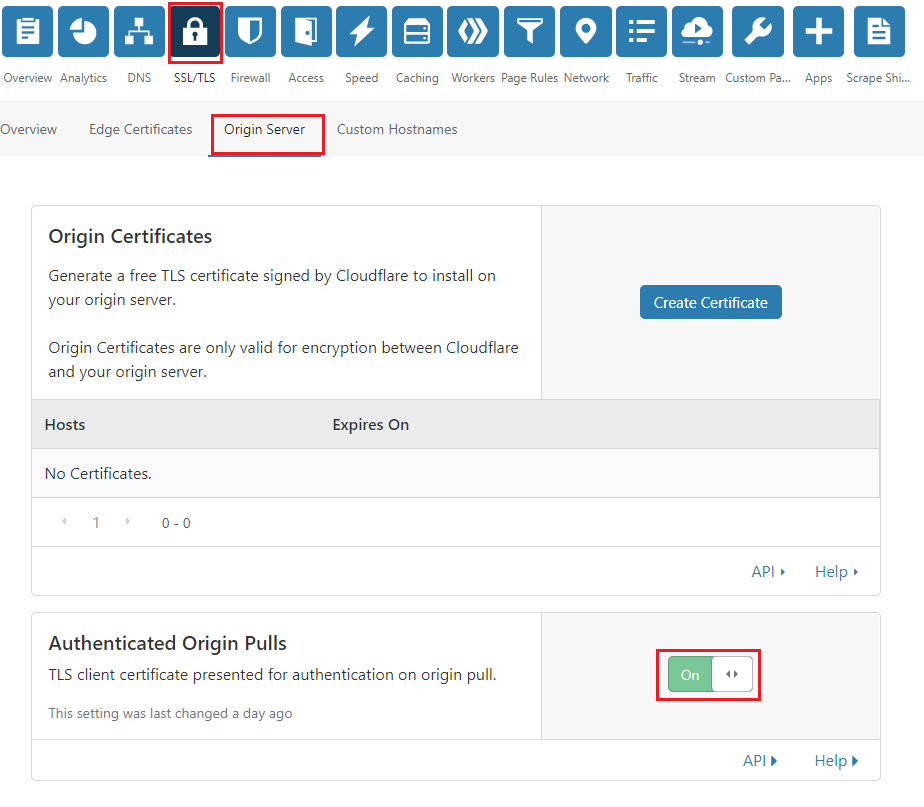 Overview Analytics DNS SSL/TLS Firewall Access Speed Caching Workers Page Rules Network Traffic Stream Custom Pa... Apps Scrape Shi...
Overview Edge Certificates Origin Server Custom Hostnames
Origin Certificates
Generate a free TLS certificate signed by Cloudflare to install on
your origin server.
Create Certificate
Origin Certificates are only valid for encryption between Cloudflare
and your origin server.
Hosts Expires On
No Certificates.
1 0 - 0
API Help
Authenticated Origin Pulls
TLS client certificate presented for authentication on origin pull.
On
This setting was last changed a day ago
API Help